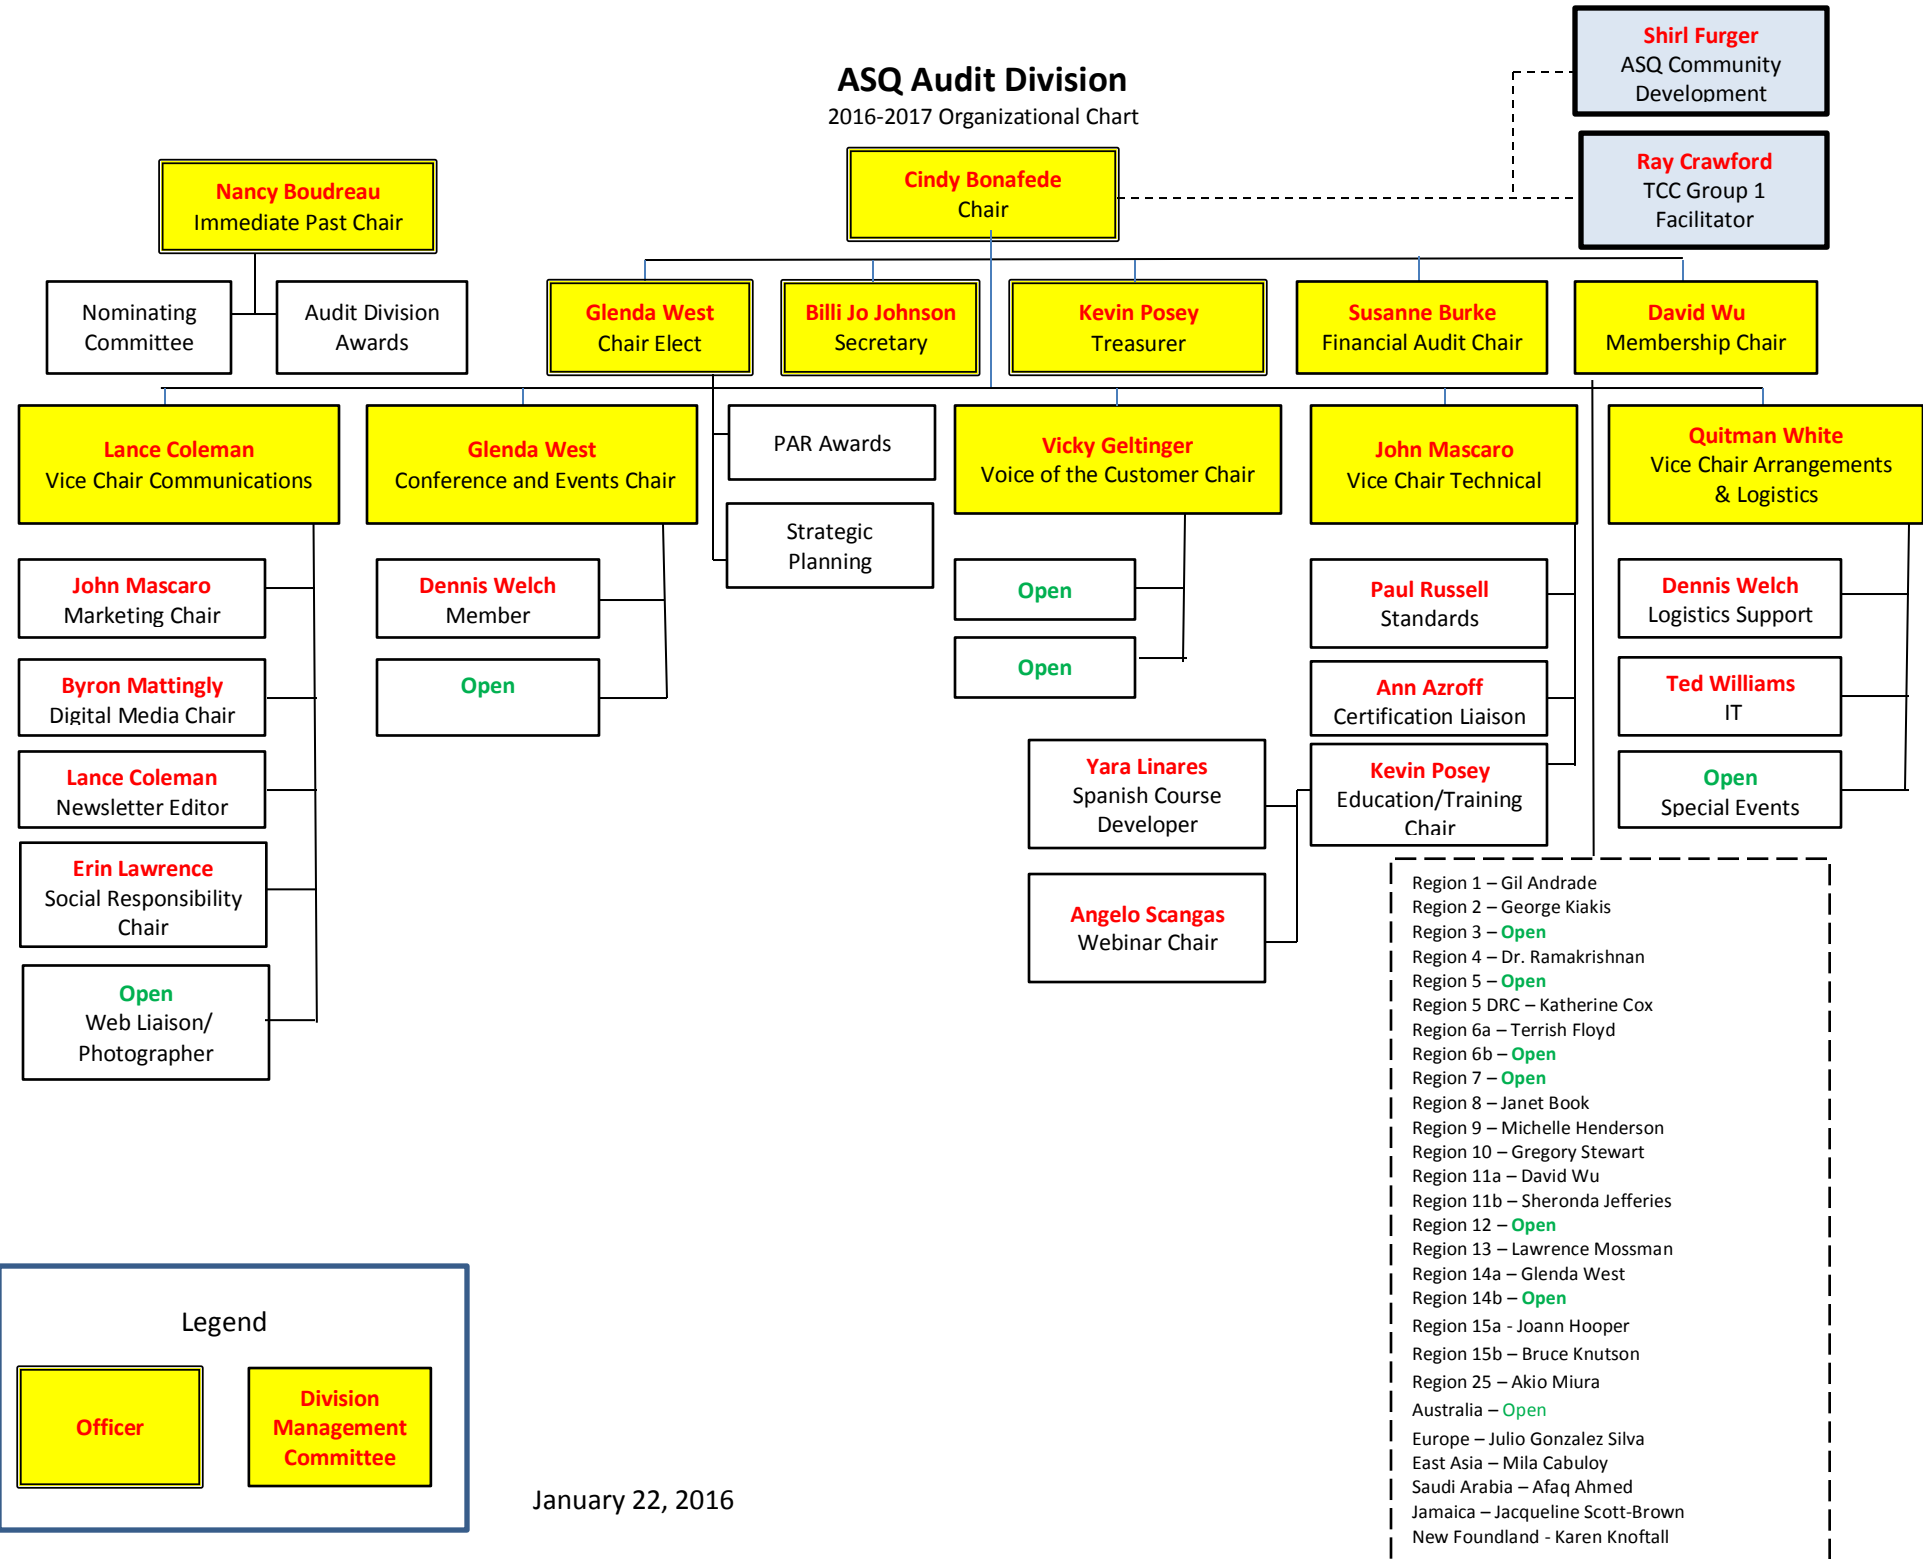 Shirl Furger
ASQ Community
Development
ASQ Audit Division
2016-2017 Organizational Chart
Ray Crawford
TCC Group 1
Facilitator
Nancy Boudreau
Immediate Past Chair
Cindy Bonafede
Chair
Nominating
Committee
Audit Division
Awards
Glenda West
Chair Elect
Billi Jo Johnson
Secretary
Kevin Posey
Treasurer
Susanne Burke
Financial Audit Chair
David Wu
Membership Chair
Lance Coleman
Vice Chair Communications
Glenda West
Conference and Events Chair
PAR Awards
Strategic
Planning
Vicky Geltinger
Voice of the Customer Chair
John Mascaro
Vice Chair Technical
Quitman White
Vice Chair Arrangements
& Logistics
John Mascaro
Marketing Chair
Byron Mattingly
Digital Media Chair
Lance Coleman
Newsletter Editor
Erin Lawrence
Social Responsibility
Chair
Open
Web Liaison/
Photographer
Dennis Welch
Member
Open
Open
Open
Paul Russell
Standards
Ann Azroff
Certification Liaison
Kevin Posey
Education/Training
Chair
Yara Linares
Spanish Course
Developer
Angelo Scangas
Webinar Chair
Dennis Welch
Logistics Support
Ted Williams
IT
Open
Special Events
Region 1 – Gil Andrade
Region 2 – George Kiakis
Region 3 – Open
Region 4 – Dr. Ramakrishnan
Region 5 – Open
Region 5 DRC – Katherine Cox
Region 6a – Terrish Floyd
Region 6b – Open
Region 7 – Open
Region 8 – Janet Book
Region 9 – Michelle Henderson
Region 10 – Gregory Stewart
Region 11a – David Wu
Region 11b – Sheronda Jefferies
Region 12 – Open
Region 13 – Lawrence Mossman
Region 14a – Glenda West
Region 14b – Open
Region 15a - Joann Hooper
Region 15b – Bruce Knutson
Region 25 – Akio Miura
Australia – Open
Europe – Julio Gonzalez Silva
East Asia – Mila Cabuloy
Saudi Arabia – Afaq Ahmed
Jamaica – Jacqueline Scott-Brown
New Foundland - Karen Knoftall
Legend
Officer
Division
Management
Committee
January 22, 2016